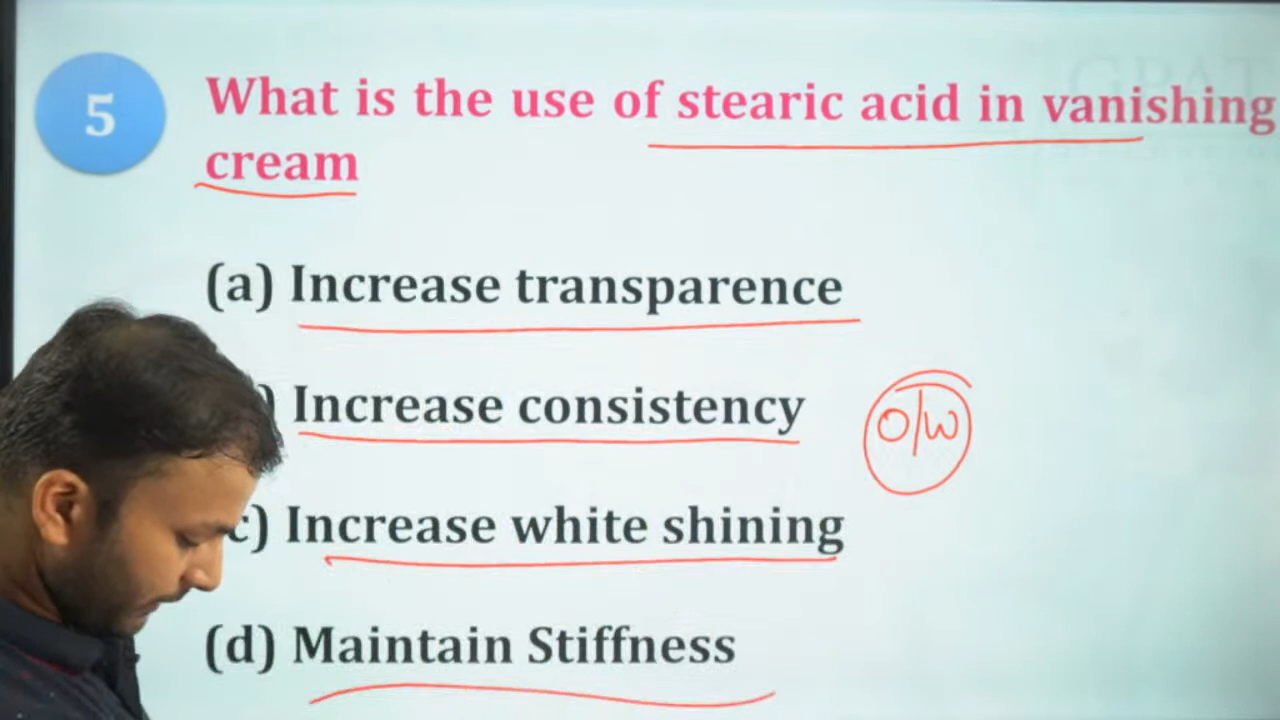 5
What is the use of stearic acid in vanishing
cream
(a) Increase transparence
) Increase consistency
O/W
c) Increase white shining
(d) Maintain Stiffness